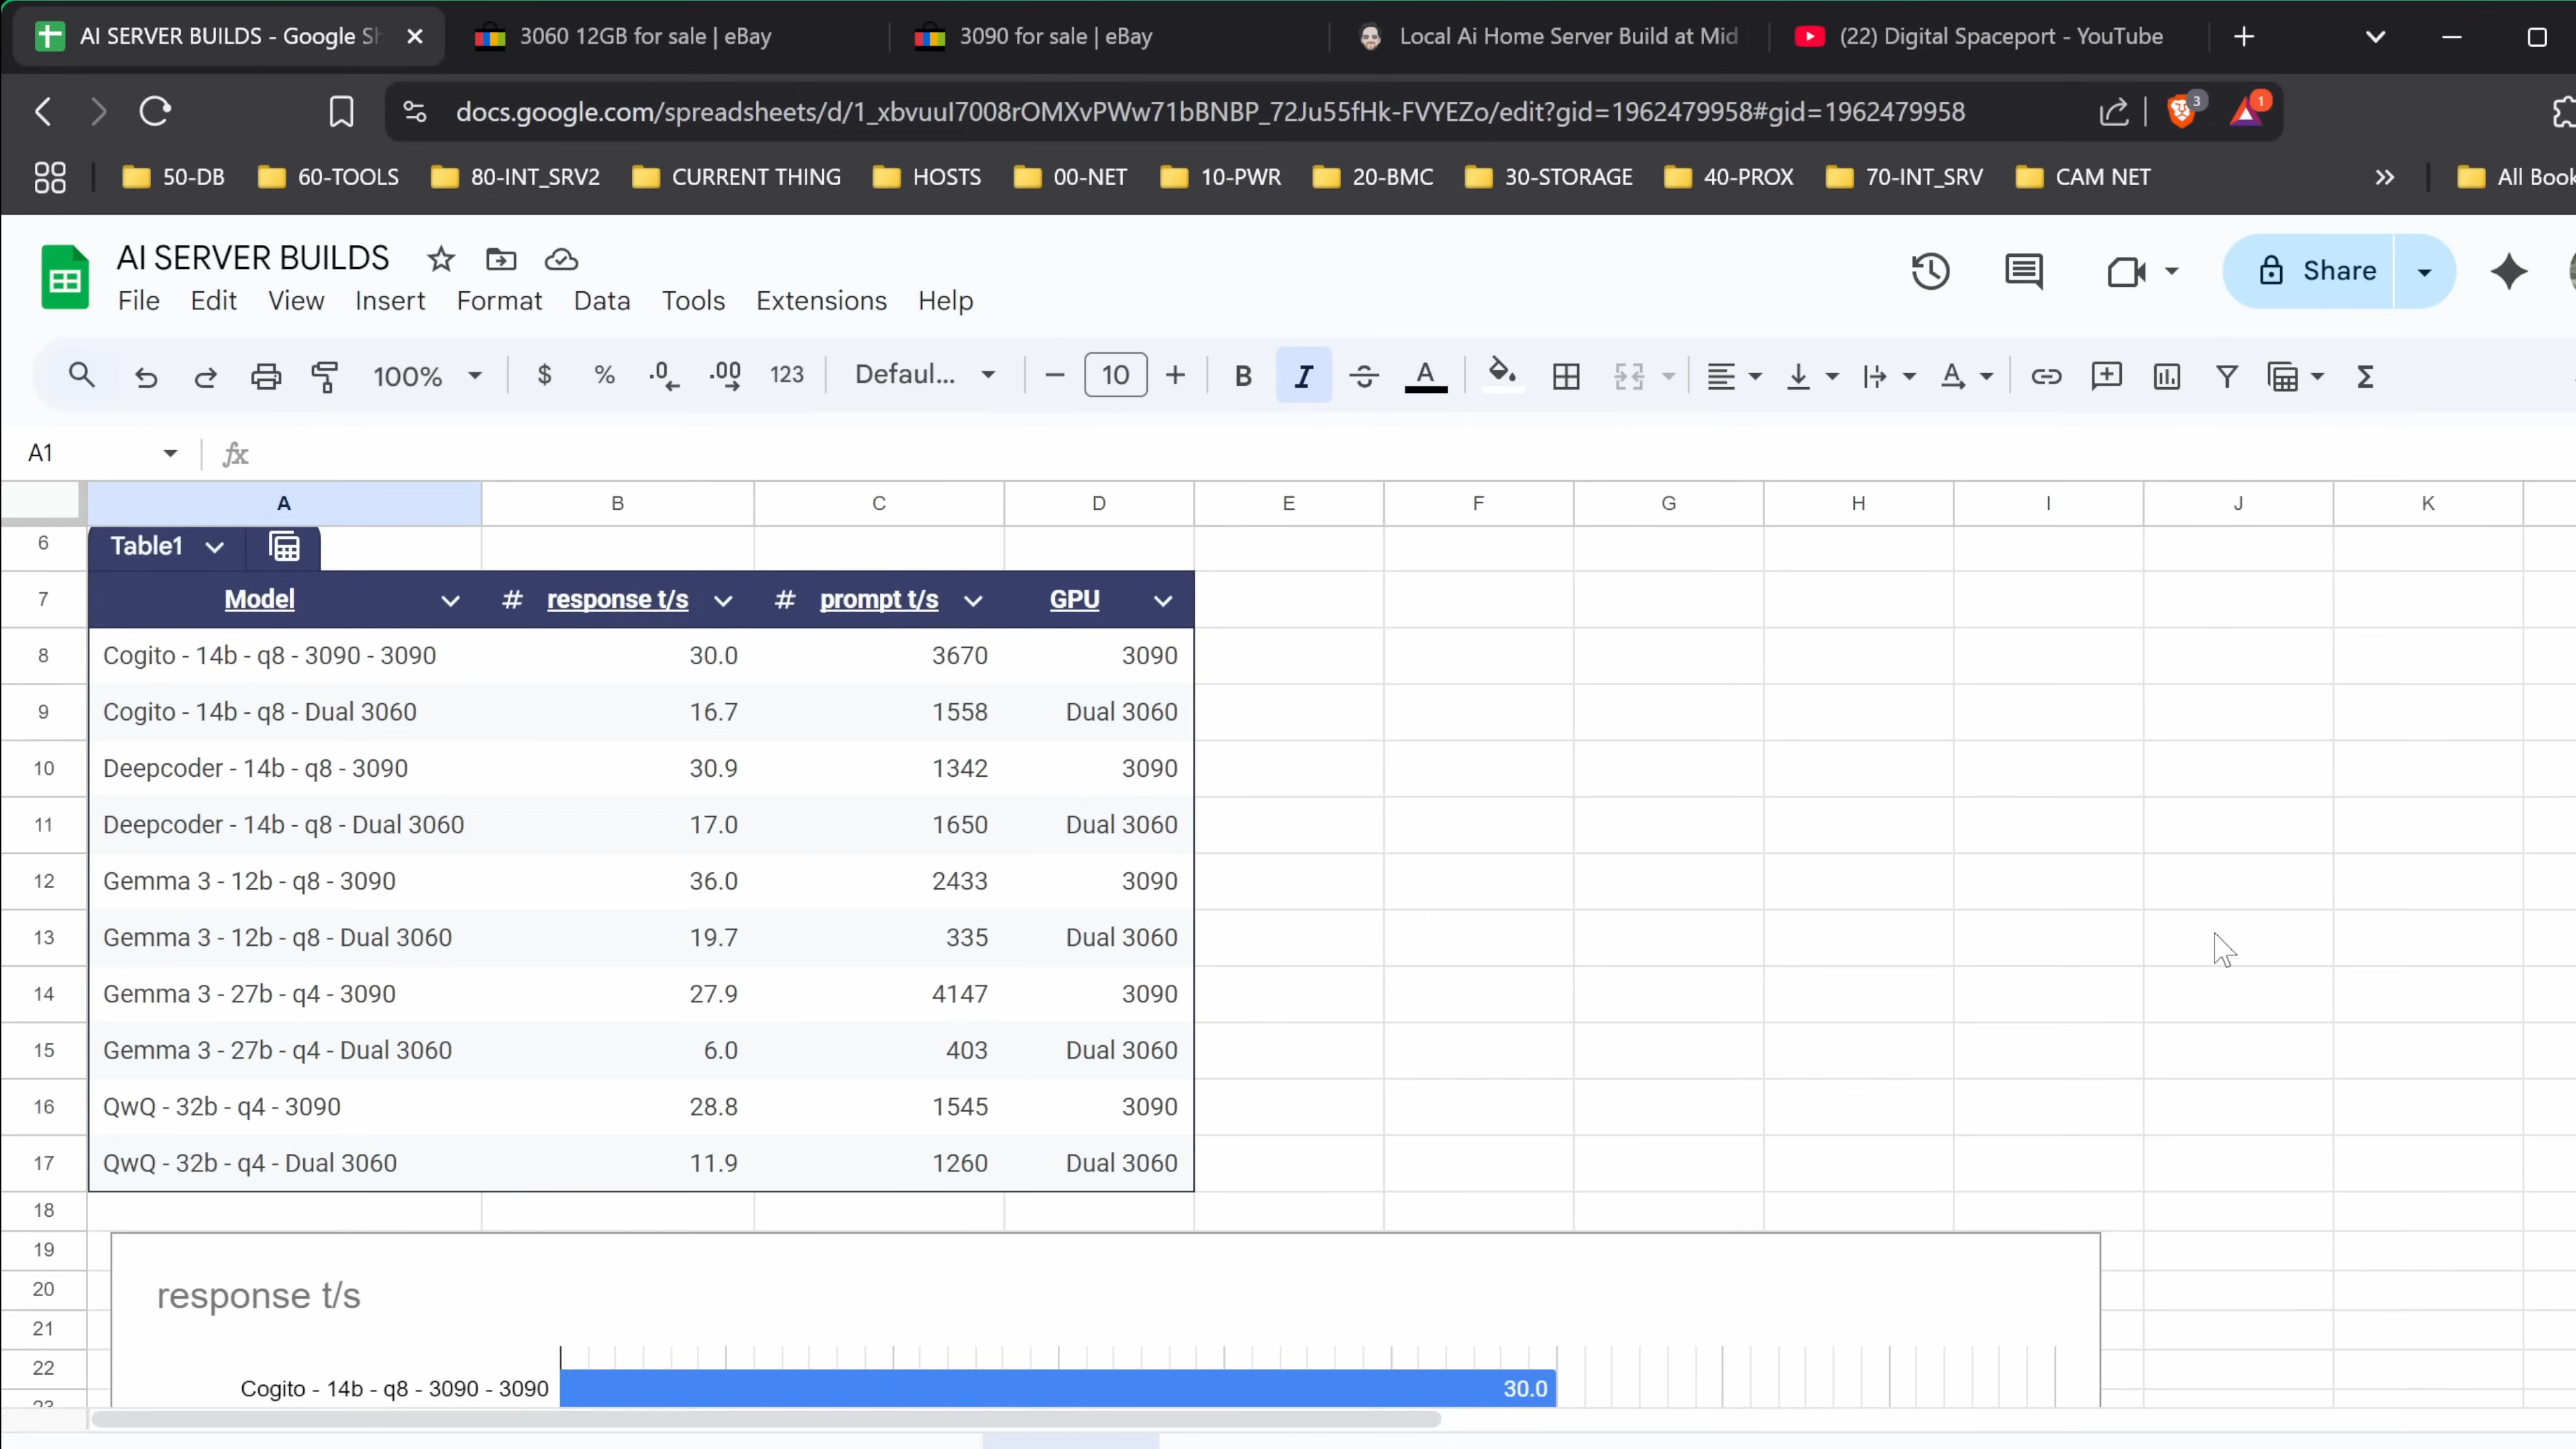 AI SERVER BUILDS - Google Sh
3060 12GB for sale | eBay
3090 for sale | eBay
Local Ai Home Server Build at Mid
(22) Digital Spaceport - YouTube
docs.google.com/spreadsheets/d/1_xbvuuI7008rOMXvPWw71bBNBP_72Ju55fHk-FVYEZo/edit?gid=1962479958#gid=1962479958
3
1
50-DB 60-TOOLS 80-INT_SRV2 CURRENT THING HOSTS 00-NET 10-PWR 20-BMC 30-STORAGE 40-PROX 70-INT_SRV CAM NET All Book
AI SERVER BUILDS
File Edit View Insert Format Data Tools Extensions Help
Share
100% $ % .0 .00 123 Defaul... 10 B I A A Σ
A1 fx
A B C D E F G H I J K
6 Table1
7 Model # response t/s # prompt t/s GPU
8 Cogito - 14b - q8 - 3090 - 3090 30.0 3670 3090
9 Cogito - 14b - q8 - Dual 3060 16.7 1558 Dual 3060
10 Deepcoder - 14b - q8 - 3090 30.9 1342 3090
11 Deepcoder - 14b - q8 - Dual 3060 17.0 1650 Dual 3060
12 Gemma 3 - 12b - q8 - 3090 36.0 2433 3090
13 Gemma 3 - 12b - q8 - Dual 3060 19.7 335 Dual 3060
14 Gemma 3 - 27b - q4 - 3090 27.9 4147 3090
15 Gemma 3 - 27b - q4 - Dual 3060 6.0 403 Dual 3060
16 QwQ - 32b - q4 - 3090 28.8 1545 3090
17 QwQ - 32b - q4 - Dual 3060 11.9 1260 Dual 3060
18
19
20 response t/s
21
22
Cogito - 14b - q8 - 3090 - 3090 30.0
23